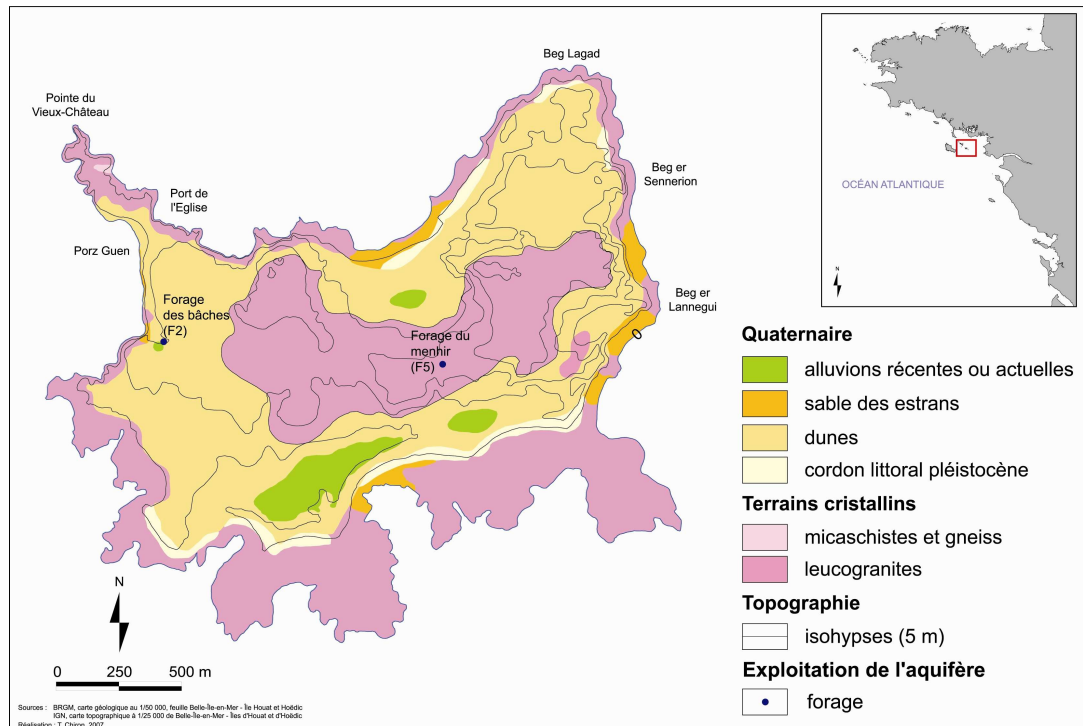 Beg Lagad
Pointe du
Vieux-Château
Port de
l'Eglise
Beg er
Sennerion
Porz Guen
Forage
des bâches
(F2)
Beg er
Lannegui
Forage du
menhir
(F5)
0
N
0 250 500 m
Sources : BRGM, carte géologique au 1/50 000, feuille Belle-Île-en-Mer - Île Houat et Hoëdic
IGN, carte topographique à 1/25 000 de Belle-Île-en-Mer - Îles d'Houat et d'Hoëdic
Réalisation : T. Chiron, 2007
OCÉAN ATLANTIQUE
N
Quaternaire
alluvions récentes ou actuelles
sable des estrans
dunes
cordon littoral pléistocène
Terrains cristallins
micaschistes et gneiss
leucogranites
Topographie
isohypses (5 m)
Exploitation de l'aquifère
forage